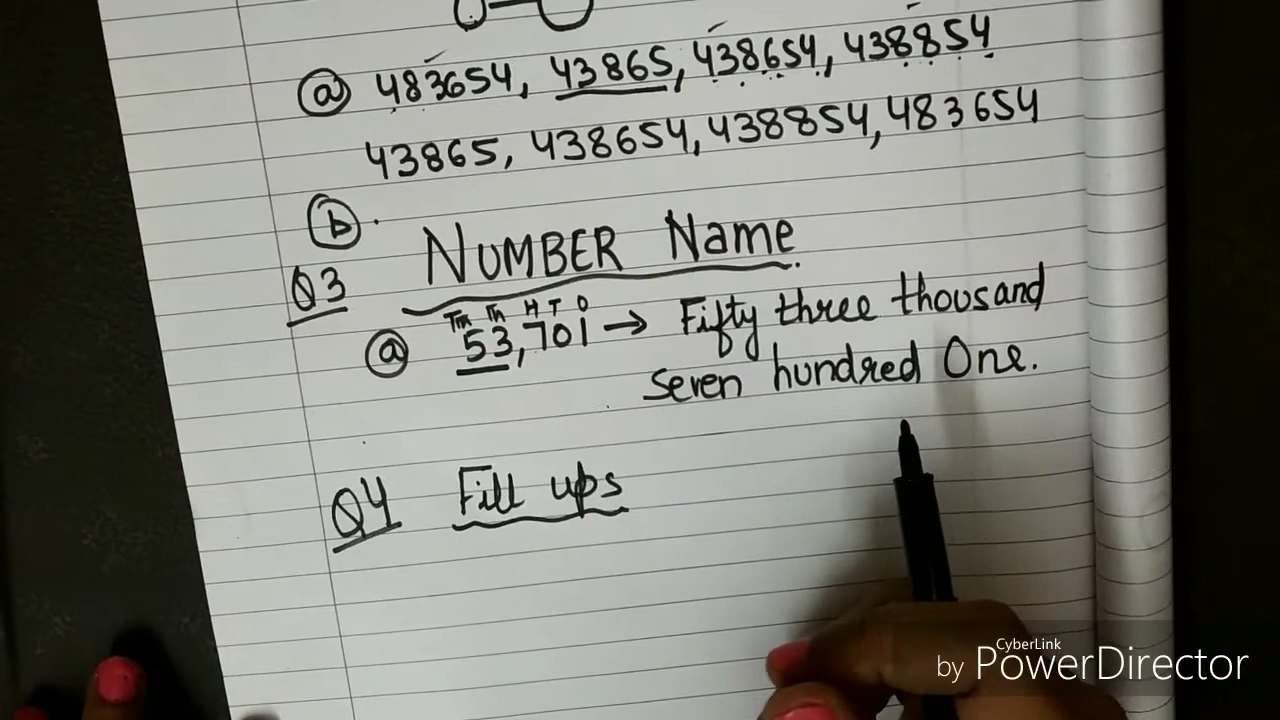 ⓐ 483654, 43865, 438654, 438854
43865, 438654, 438854, 483654
ⓑ.
NUMBER Name
Q3
TTh Th H T O
ⓐ 53,701 → Fifty three thousand
Seven hundred One.
Q4 Fill ups
CyberLink
by PowerDirector